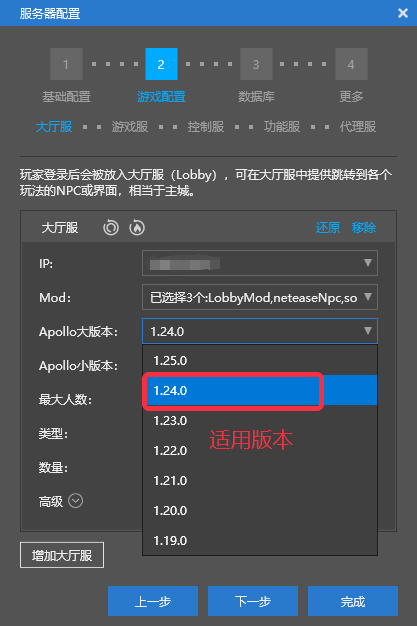 服务器配置
1 2 3 4
基础配置 游戏配置 数据库 更多
大厅服 游戏服 控制服 功能服 代理服
玩家登录后会被放入大厅服（Lobby），可在大厅服中提供跳转到各个
玩法的NPC或界面，相当于主城。
大厅服 还原 移除
IP:
Mod: 已选择3个:LobbyMod,neteaseNpc,so
Apollo大版本: 1.24.0
1.25.0
Apollo小版本:
1.24.0
最大人数:
1.23.0
类型:
适用版本
1.22.0
数量:
1.21.0
高级
1.20.0
1.19.0
增加大厅服
上一步 下一步 完成